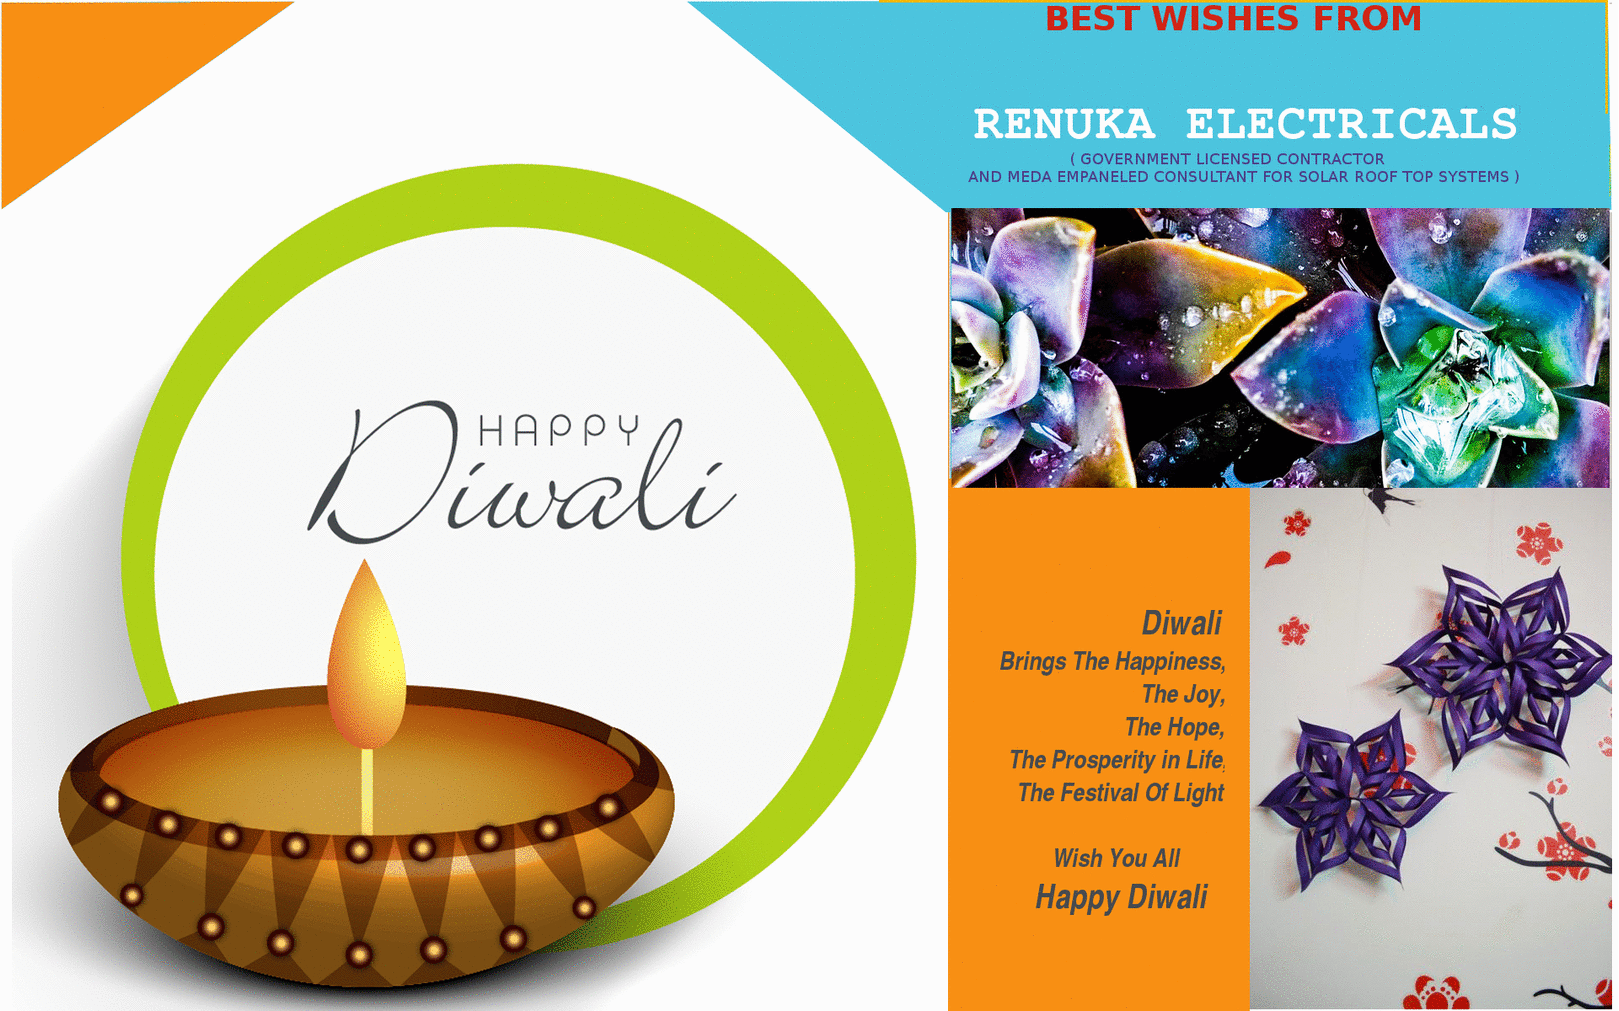 BEST WISHES FROM
RENUKA ELECTRICALS
( GOVERNMENT LICENSED CONTRACTOR
AND MEDA EMPANELED CONSULTANT FOR SOLAR ROOF TOP SYSTEMS )
HAPPY
Diwali
Diwali
Brings The Happiness,
The Joy,
The Hope,
The Prosperity in Life,
The Festival Of Light
Wish You All
Happy Diwali